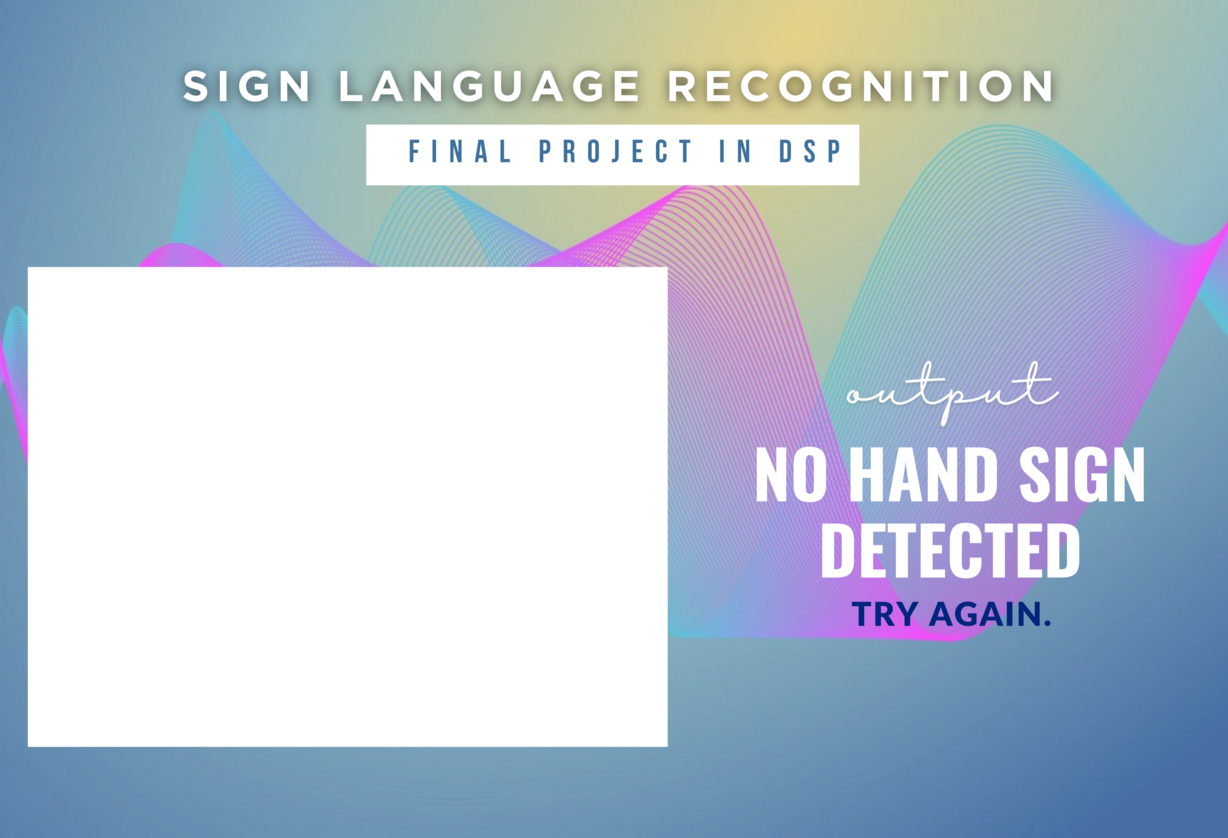 SIGN LANGUAGE RECOGNITION
FINAL PROJECT IN DSP
output
NO HAND SIGN
DETECTED
TRY AGAIN.